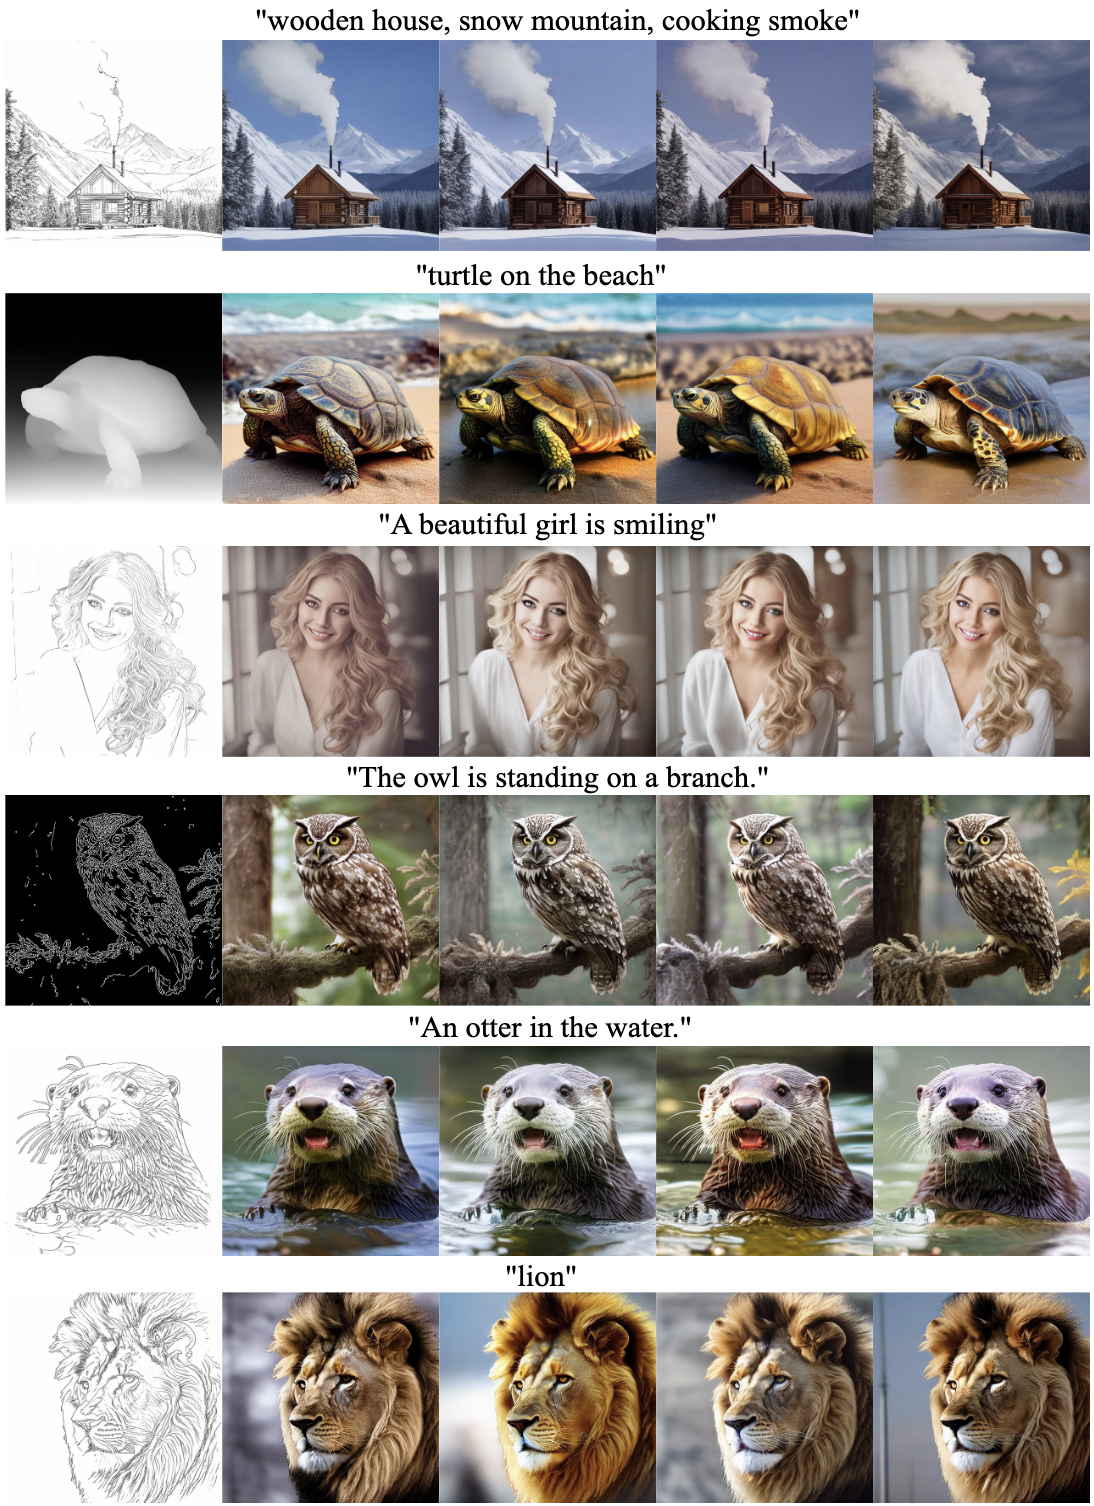 "wooden house, snow mountain, cooking smoke"
"turtle on the beach"
"A beautiful girl is smiling"
"The owl is standing on a branch."
"An otter in the water."
"lion"